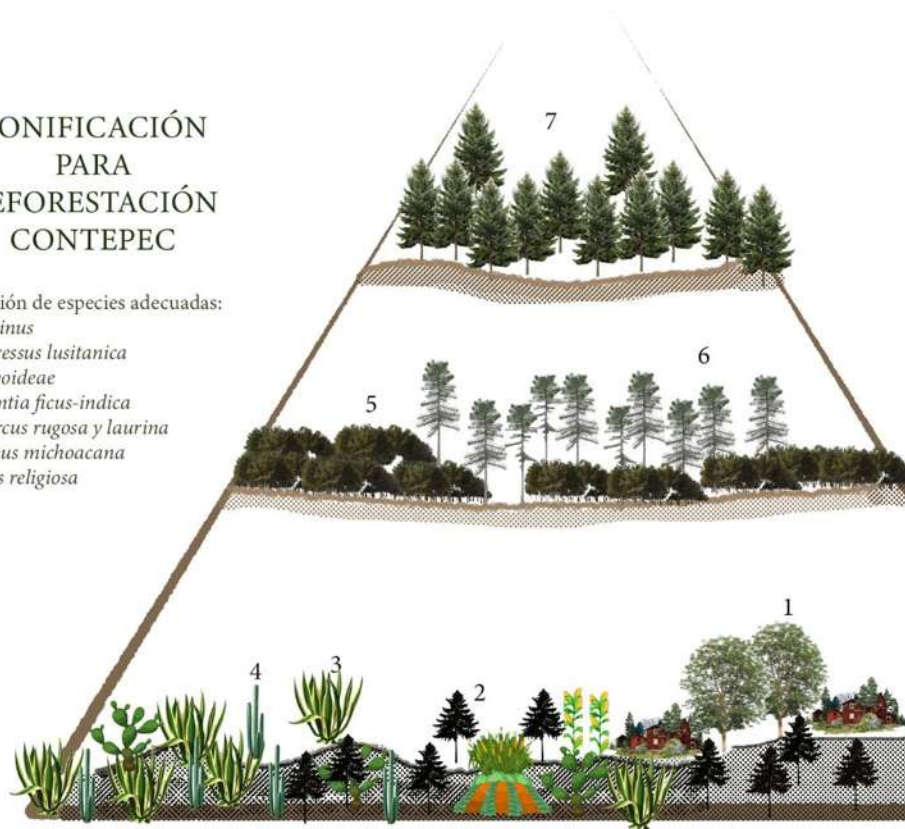 ONIFICACIÓN
PARA
EFORESTACIÓN
CONTEPEC
ión de especies adecuadas:
inus
essus lusitanica
oideae
ntia ficus-indica
rcus rugosa y laurina
us michoacana
s religiosa
7
6
5
1
4
3
2